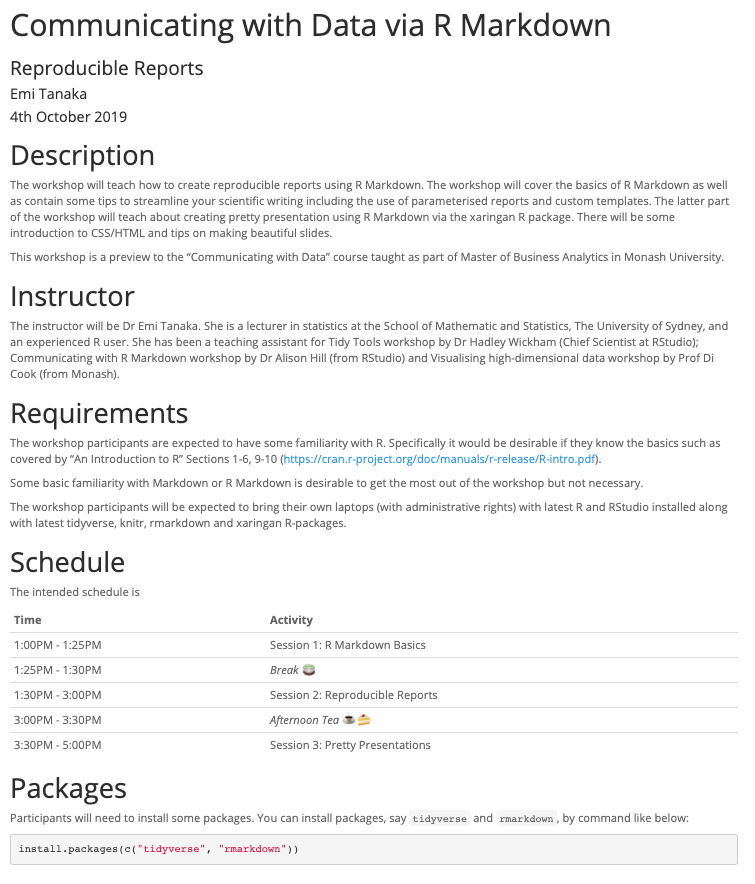 Communicating with Data via R Markdown
Reproducible Reports
Emi Tanaka
4th October 2019
Description
The workshop will teach how to create reproducible reports using R Markdown. The workshop will cover the basics of R Markdown as well
as contain some tips to streamline your scientific writing including the use of parameterised reports and custom templates. The latter part
of the workshop will teach about creating pretty presentation using R Markdown via the xaringan R package. There will be some
introduction to CSS/HTML and tips on making beautiful slides.
This workshop is a preview to the “Communicating with Data” course taught as part of Master of Business Analytics in Monash University.
Instructor
The instructor will be Dr Emi Tanaka. She is a lecturer in statistics at the School of Mathematic and Statistics, The University of Sydney, and
an experienced R user. She has been a teaching assistant for Tidy Tools workshop by Dr Hadley Wickham (Chief Scientist at RStudio);
Communicating with R Markdown workshop by Dr Alison Hill (from RStudio) and Visualising high-dimensional data workshop by Prof Di
Cook (from Monash).
Requirements
The workshop participants are expected to have some familiarity with R. Specifically it would be desirable if they know the basics such as
covered by “An Introduction to R” Sections 1-6, 9-10 (https://cran.r-project.org/doc/manuals/r-release/R-intro.pdf).
Some basic familiarity with Markdown or R Markdown is desirable to get the most out of the workshop but not necessary.
The workshop participants will be expected to bring their own laptops (with administrative rights) with latest R and RStudio installed along
with latest tidyverse, knitr, rmarkdown and xaringan R-packages.
Schedule
The intended schedule is
Time Activity
1:00PM - 1:25PM Session 1: R Markdown Basics
1:25PM - 1:30PM Break 🍵
1:30PM - 3:00PM Session 2: Reproducible Reports
3:00PM - 3:30PM Afternoon Tea ☕🍰
3:30PM - 5:00PM Session 3: Pretty Presentations
Packages
Participants will need to install some packages. You can install packages, say tidyverse and rmarkdown, by command like below:
install.packages(c("tidyverse", "rmarkdown"))